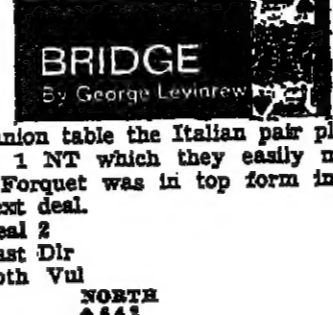 BRIDGE
By George Levinrew
nion table the Italian pair pl
1 NT which they easily m
Forquet was in top form in
ext deal.
eal 2
ast Dlr
oth Vul
NORTH